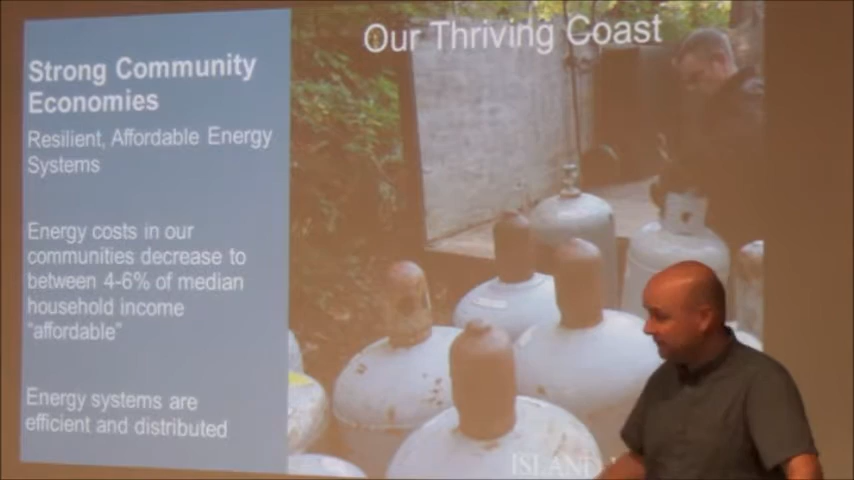 Our Thriving Coast
Strong Community
Economies
Resilient, Affordable Energy
Systems
Energy costs in our
communities decrease to
between 4-6% of median
household income
"affordable"
Energy systems are
efficient and distributed
ISLAND